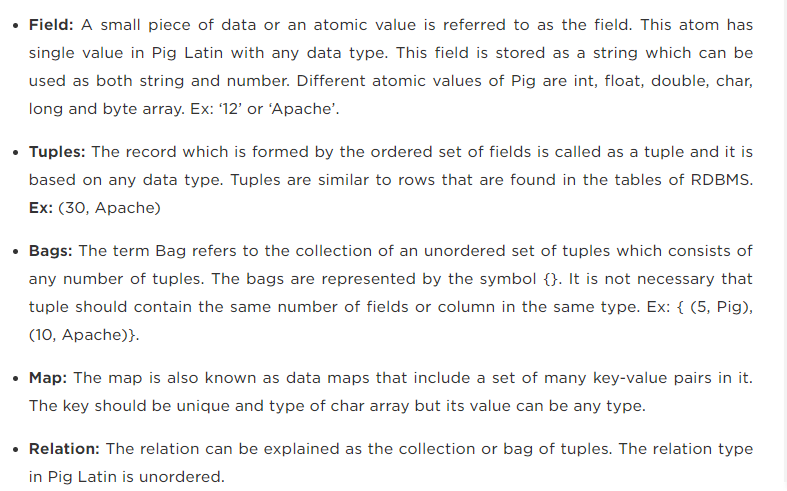 • Field: A small piece of data or an atomic value is referred to as the field. This atom has
single value in Pig Latin with any data type. This field is stored as a string which can be
used as both string and number. Different atomic values of Pig are int, float, double, char,
long and byte array. Ex: ‘12’ or ‘Apache’.
• Tuples: The record which is formed by the ordered set of fields is called as a tuple and it is
based on any data type. Tuples are similar to rows that are found in the tables of RDBMS.
Ex: (30, Apache)
• Bags: The term Bag refers to the collection of an unordered set of tuples which consists of
any number of tuples. The bags are represented by the symbol {}. It is not necessary that
tuple should contain the same number of fields or column in the same type. Ex: { (5, Pig),
(10, Apache)}.
• Map: The map is also known as data maps that include a set of many key-value pairs in it.
The key should be unique and type of char array but its value can be any type.
• Relation: The relation can be explained as the collection or bag of tuples. The relation type
in Pig Latin is unordered.